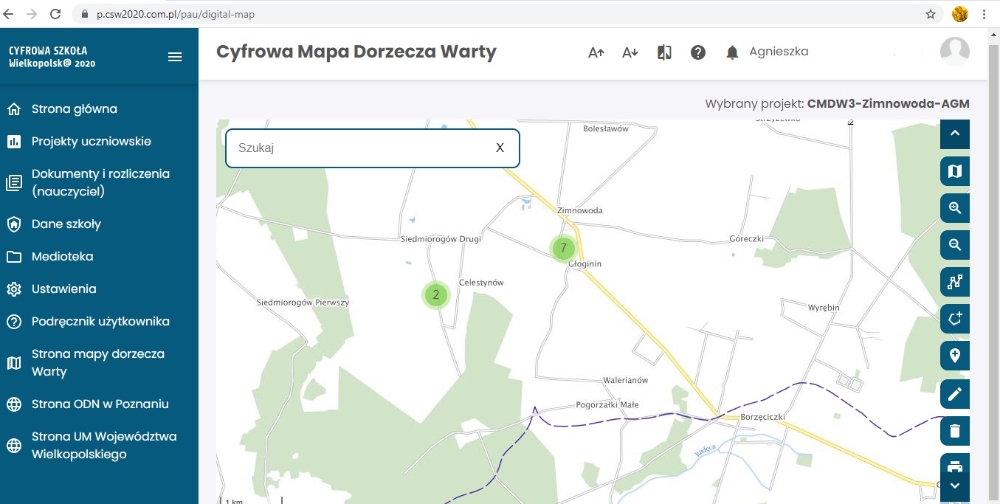 p.csw2020.com.pl/pau/digital-map
CYFROWA SZKOŁA
Wielkopolsk@ 2020
Strona główna
Projekty uczniowskie
Dokumenty i rozliczenia
(nauczyciel)
Dane szkoły
Medioteka
Ustawienia
Podręcznik użytkownika
Strona mapy dorzecza
Warty
Strona ODN w Poznaniu
Strona UM Województwa
Wielkopolskiego
Cyfrowa Mapa Dorzecza Warty
A A
Agnieszka
Wybrany projekt: CMDW3-Zimnowoda-AGM
Szukaj X
Bolesławów
Zimnowoda
Siedmiorogów Drugi
Góreczki
7
Głoginin
Celestynów
2
Siedmiorogów Pierwszy
Wyrębin
Walerianów
Pogorzałki Małe
Borzęciczki
Radęca
1 km